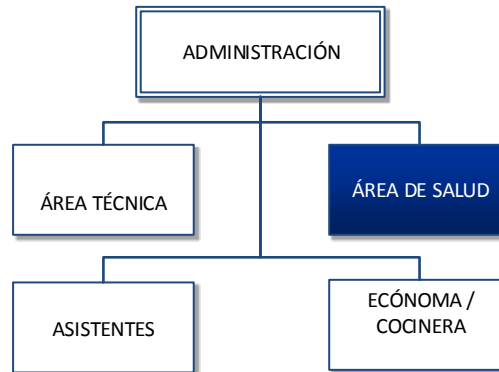 ADMINISTRACIÓN
ÁREA TÉCNICA
ÁREA DE SALUD
ASISTENTES
ECÓNOMA /
COCINERA